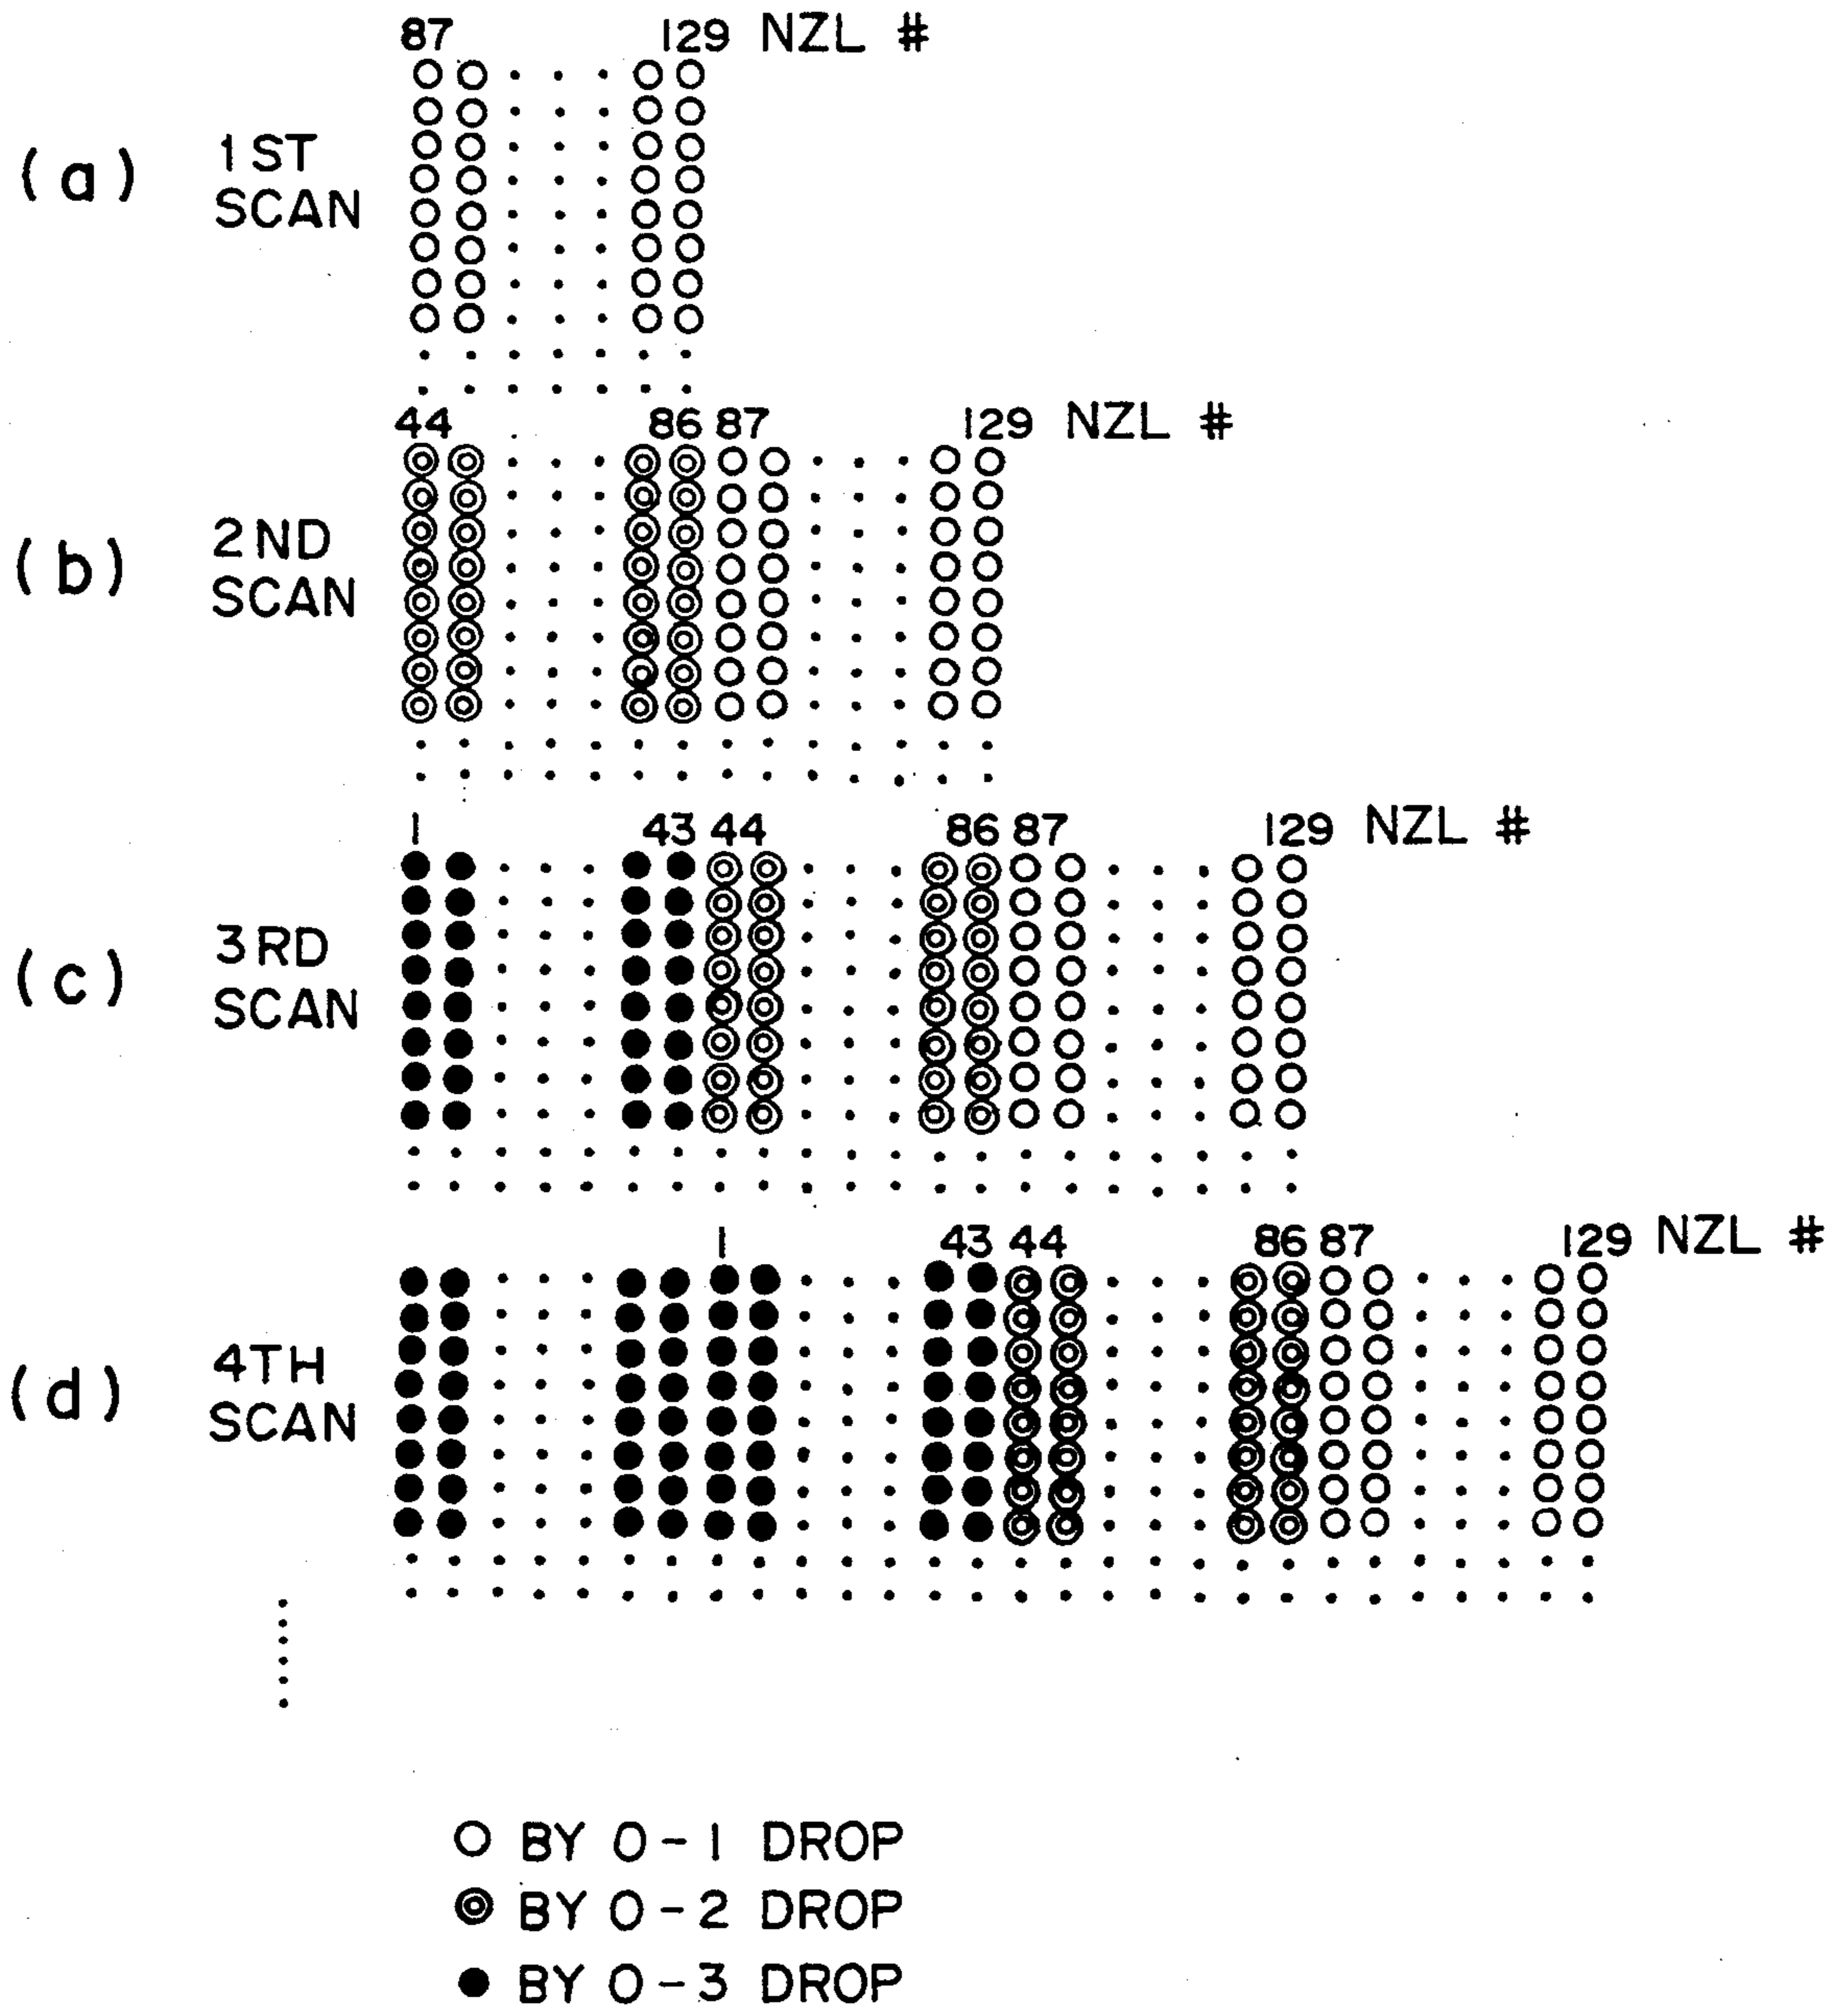 87 129 NZL #
(a) 1ST
SCAN
44 86 87 129 NZL #
(b) 2ND
SCAN
1 43 44 86 87 129 NZL #
(c) 3RD
SCAN
1 43 44 86 87 129 NZL #
(d) 4TH
SCAN
BY 0-1 DROP
BY 0-2 DROP
BY 0-3 DROP